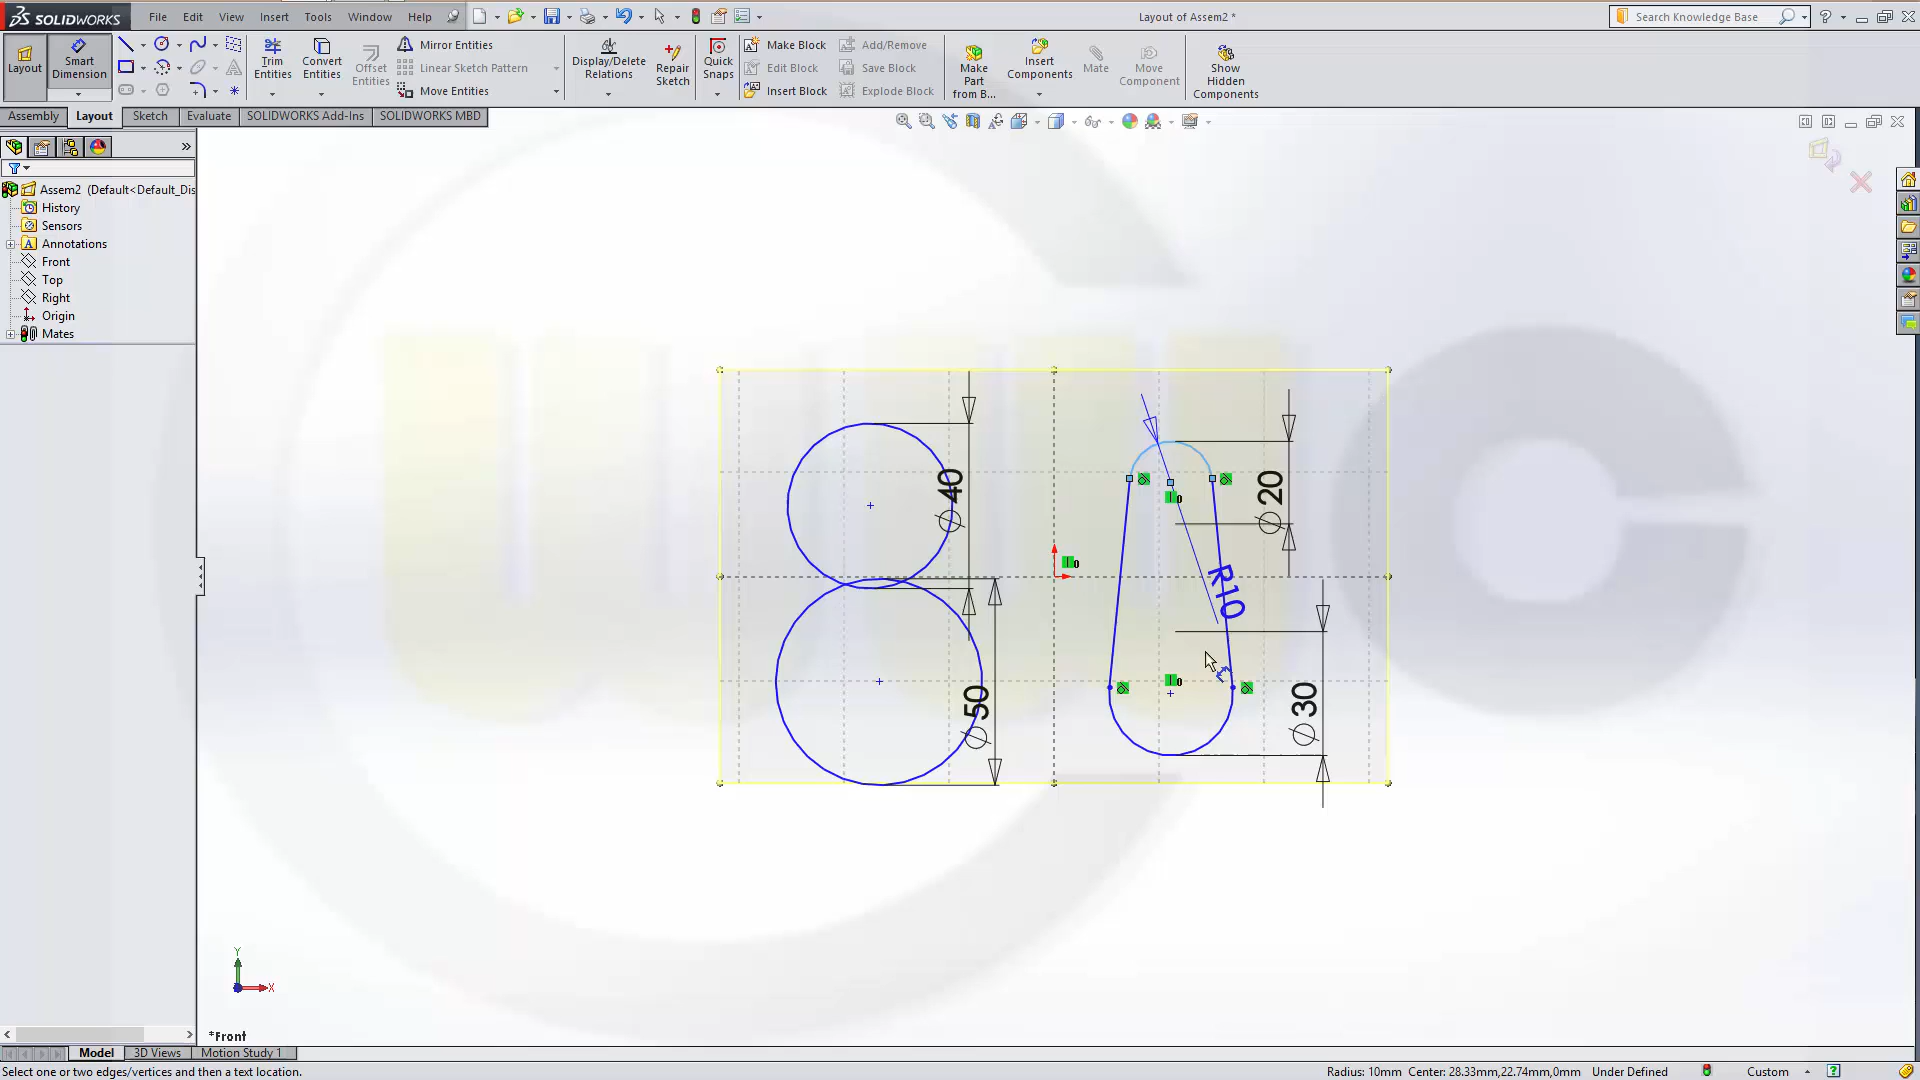 SOLIDWORKS
File Edit View Insert Tools Window Help
Layout of Assem2 *
Search Knowledge Base
?
Layout
Smart Dimension
Trim Entities
Convert Entities
Offset Entities
Mirror Entities
Linear Sketch Pattern
Move Entities
Display/Delete Relations
Repair Sketch
Quick Snaps
Make Block
Edit Block
Insert Block
Add/Remove
Save Block
Explode Block
Make Part from B...
Insert Components
Mate
Move Component
Show Hidden Components
Assembly Layout Sketch Evaluate SOLIDWORKS Add-Ins SOLIDWORKS MBD
Assem2 (Default<Default_Dis
History
Sensors
A Annotations
Front
Top
Right
Origin
Mates
∅40
∅50
∅20
∅30
R10
0
0
0
Y
X
*Front
Model 3D Views Motion Study 1
Select one or two edges/vertices and then a text location.
Radius: 10mm Center: 28.33mm,22.74mm,0mm Under Defined Custom ?